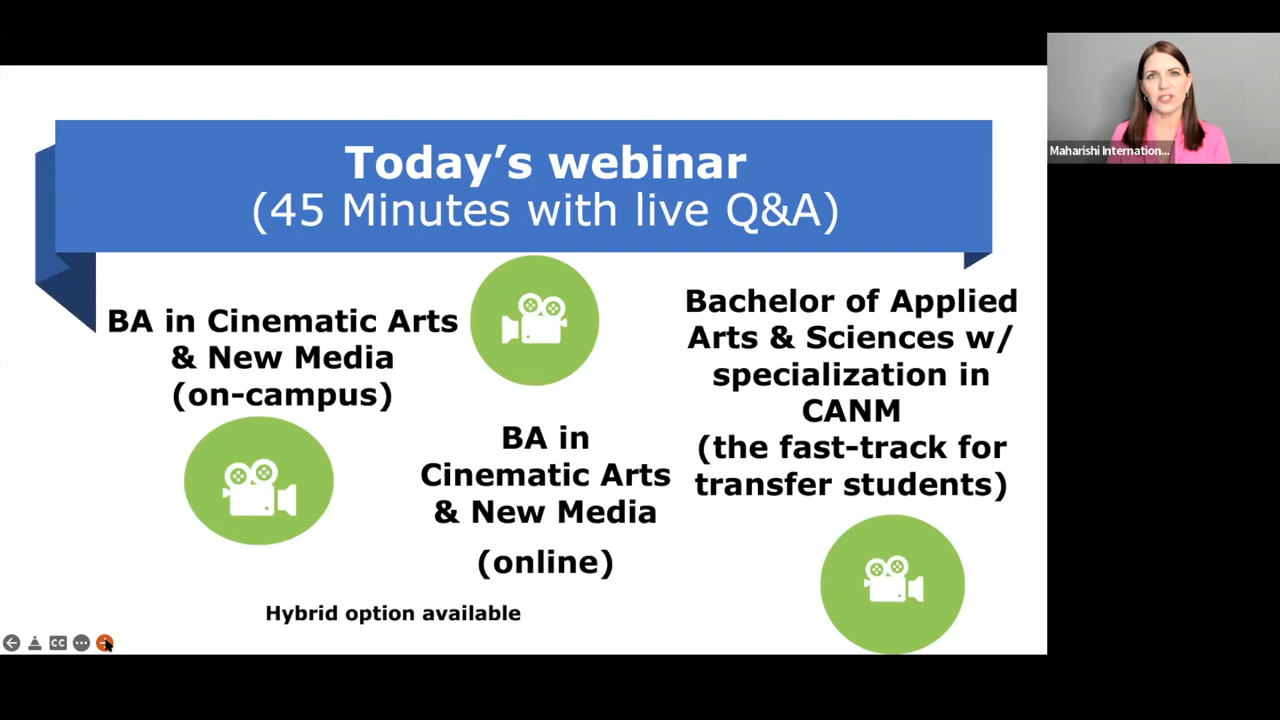 Today's webinar
(45 Minutes with live Q&A)
BA in Cinematic Arts
& New Media
(on-campus)
BA in
Cinematic Arts
& New Media
(online)
Bachelor of Applied
Arts & Sciences w/
specialization in
CANM
(the fast-track for
transfer students)
Hybrid option available
CC
Maharishi Internation...